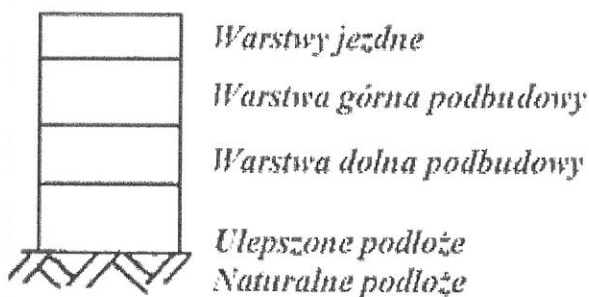 Warstwy jezdne
Warstwa górna podbudowy
Warstwa dolna podbudowy
Ulepszone podłoże
Naturalne podłoże